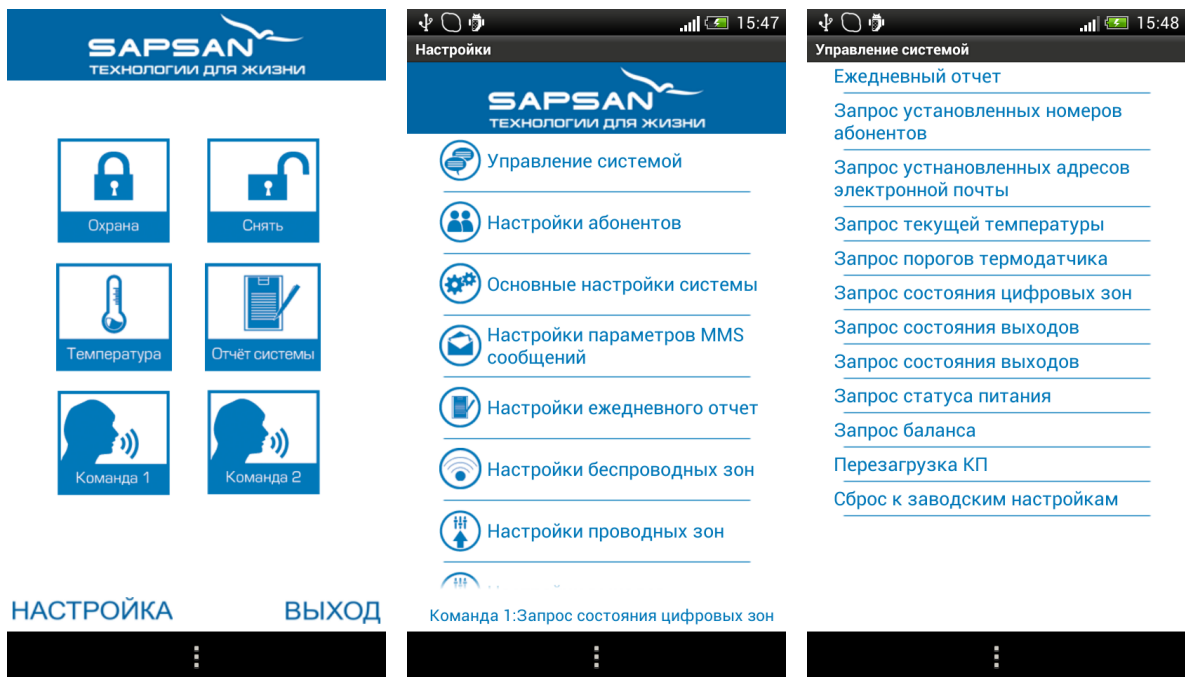 SAPSAN
ТЕХНОЛОГИИ ДЛЯ ЖИЗНИ
Охрана
Снять
Температура
Отчёт системы
Команда 1
Команда 2
НАСТРОЙКА
ВЫХОД
15:47
Настройки
SAPSAN
ТЕХНОЛОГИИ ДЛЯ ЖИЗНИ
Управление системой
Настройки абонентов
Основные настройки системы
Настройки параметров MMS
сообщений
Настройки ежедневного отчет
Настройки беспроводных зон
Настройки проводных зон
Команда 1:Запрос состояния цифровых зон
15:48
Управление системой
Ежедневный отчет
Запрос установленных номеров
абонентов
Запрос устнановленных адресов
электронной почты
Запрос текущей температуры
Запрос порогов термодатчика
Запрос состояния цифровых зон
Запрос состояния выходов
Запрос состояния выходов
Запрос статуса питания
Запрос баланса
Перезагрузка КП
Сброс к заводским настройкам